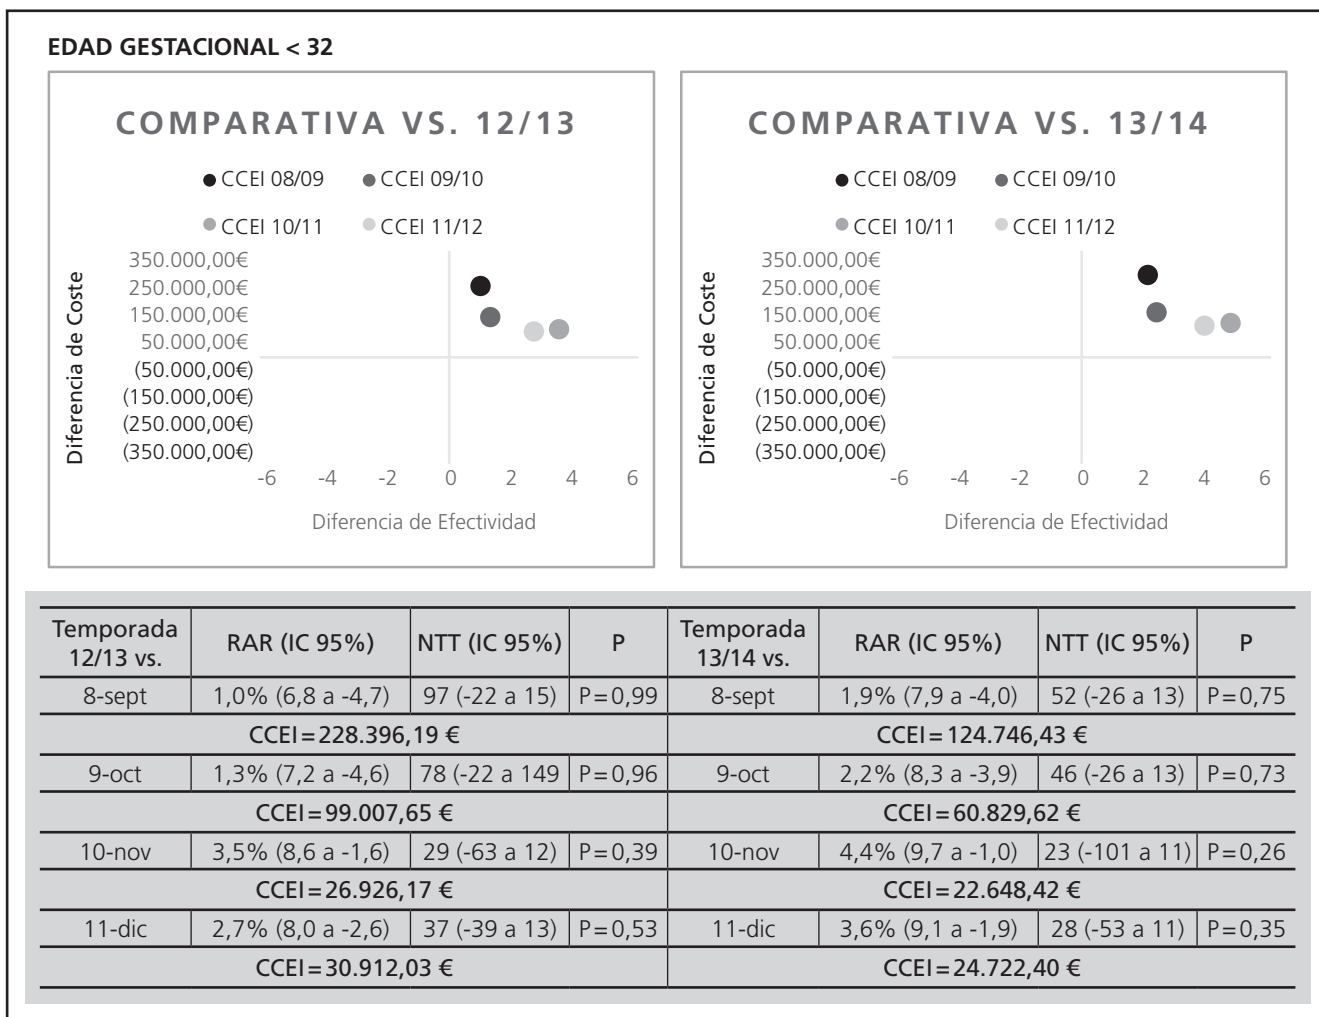 EDAD GESTACIONAL < 32
COMPARATIVA VS. 12/13
● CCEI 08/09 ● CCEI 09/10
● CCEI 10/11 ● CCEI 11/12
Diferencia de Coste
350.000,00€
250.000,00€
150.000,00€
50.000,00€
(50.000,00€)
(150.000,00€)
(250.000,00€)
(350.000,00€)
-6 -4 -2 0 2 4 6
Diferencia de Efectividad
COMPARATIVA VS. 13/14
● CCEI 08/09 ● CCEI 09/10
● CCEI 10/11 ● CCEI 11/12
Diferencia de Coste
350.000,00€
250.000,00€
150.000,00€
50.000,00€
(50.000,00€)
(150.000,00€)
(250.000,00€)
(350.000,00€)
-6 -4 -2 0 2 4 6
Diferencia de Efectividad
Temporada 12/13 vs. RAR (IC 95%) NTT (IC 95%) P Temporada 13/14 vs. RAR (IC 95%) NTT (IC 95%) P
8-sept 1,0% (6,8 a -4,7) 97 (-22 a 15) P=0,99 8-sept 1,9% (7,9 a -4,0) 52 (-26 a 13) P=0,75
CCEI=228.396,19 € CCEI=124.746,43 €
9-oct 1,3% (7,2 a -4,6) 78 (-22 a 149 P=0,96 9-oct 2,2% (8,3 a -3,9) 46 (-26 a 13) P=0,73
CCEI=99.007,65 € CCEI=60.829,62 €
10-nov 3,5% (8,6 a -1,6) 29 (-63 a 12) P=0,39 10-nov 4,4% (9,7 a -1,0) 23 (-101 a 11) P=0,26
CCEI=26.926,17 € CCEI=22.648,42 €
11-dic 2,7% (8,0 a -2,6) 37 (-39 a 13) P=0,53 11-dic 3,6% (9,1 a -1,9) 28 (-53 a 11) P=0,35
CCEI=30.912,03 € CCEI=24.722,40 €